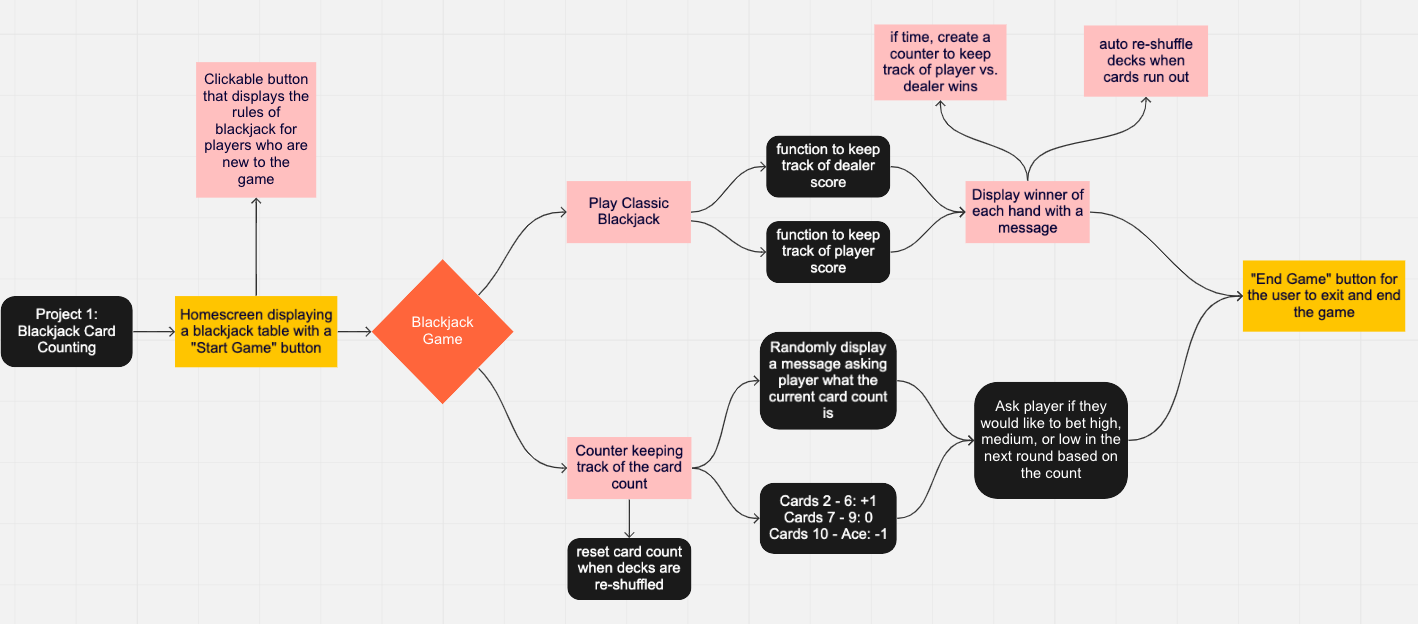 Project 1:
Blackjack Card
Counting
Homescreen displaying
a blackjack table with a
"Start Game" button
Clickable button
that displays the
rules of
blackjack for
players who are
new to the
game
Blackjack
Game
Play Classic
Blackjack
function to keep
track of dealer
score
function to keep
track of player
score
Display winner of
each hand with a
message
if time, create a
counter to keep
track of player vs.
dealer wins
auto re-shuffle
decks when
cards run out
Counter keeping
track of the card
count
reset card count
when decks are
re-shuffled
Randomly display
a message asking
player what the
current card count
is
Cards 2 - 6: +1
Cards 7 - 9: 0
Cards 10 - Ace: -1
Ask player if they
would like to bet high,
medium, or low in the
next round based on
the count
"End Game" button for
the user to exit and end
the game